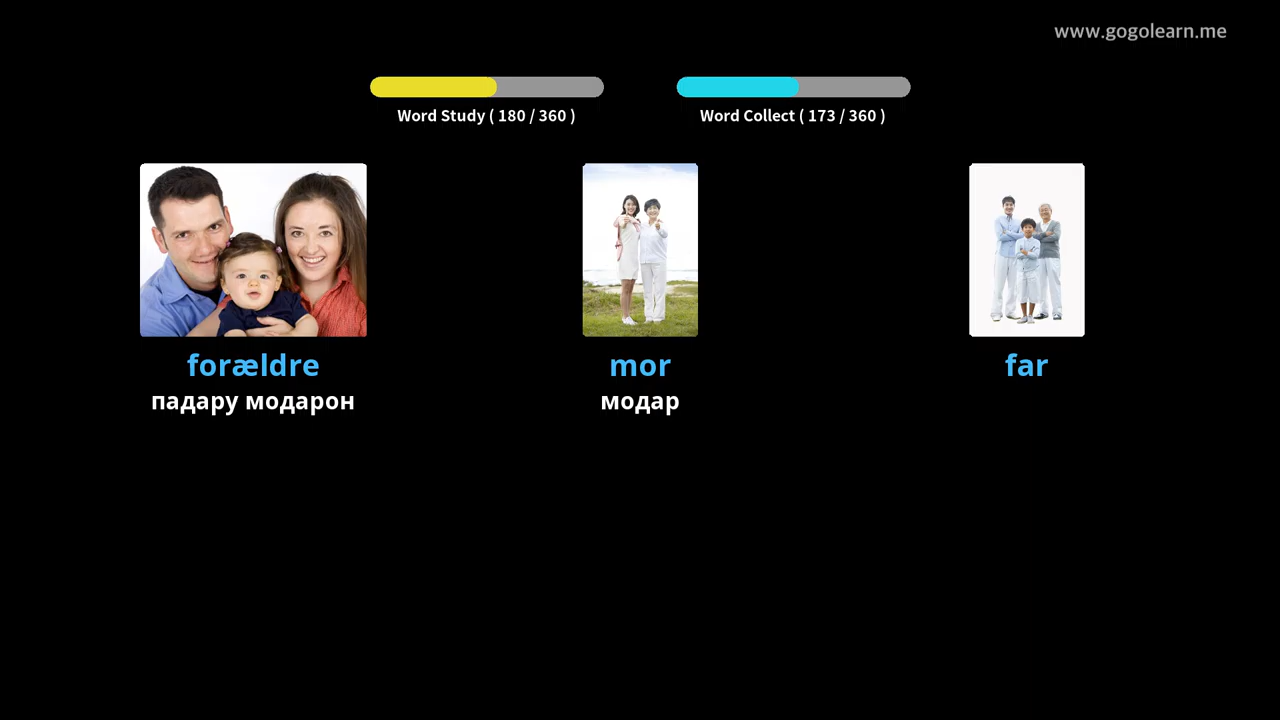 www.gogolearn.me
Word Study ( 180 / 360 )
Word Collect ( 173 / 360 )
forældre
падару модарон
mor
модар
far